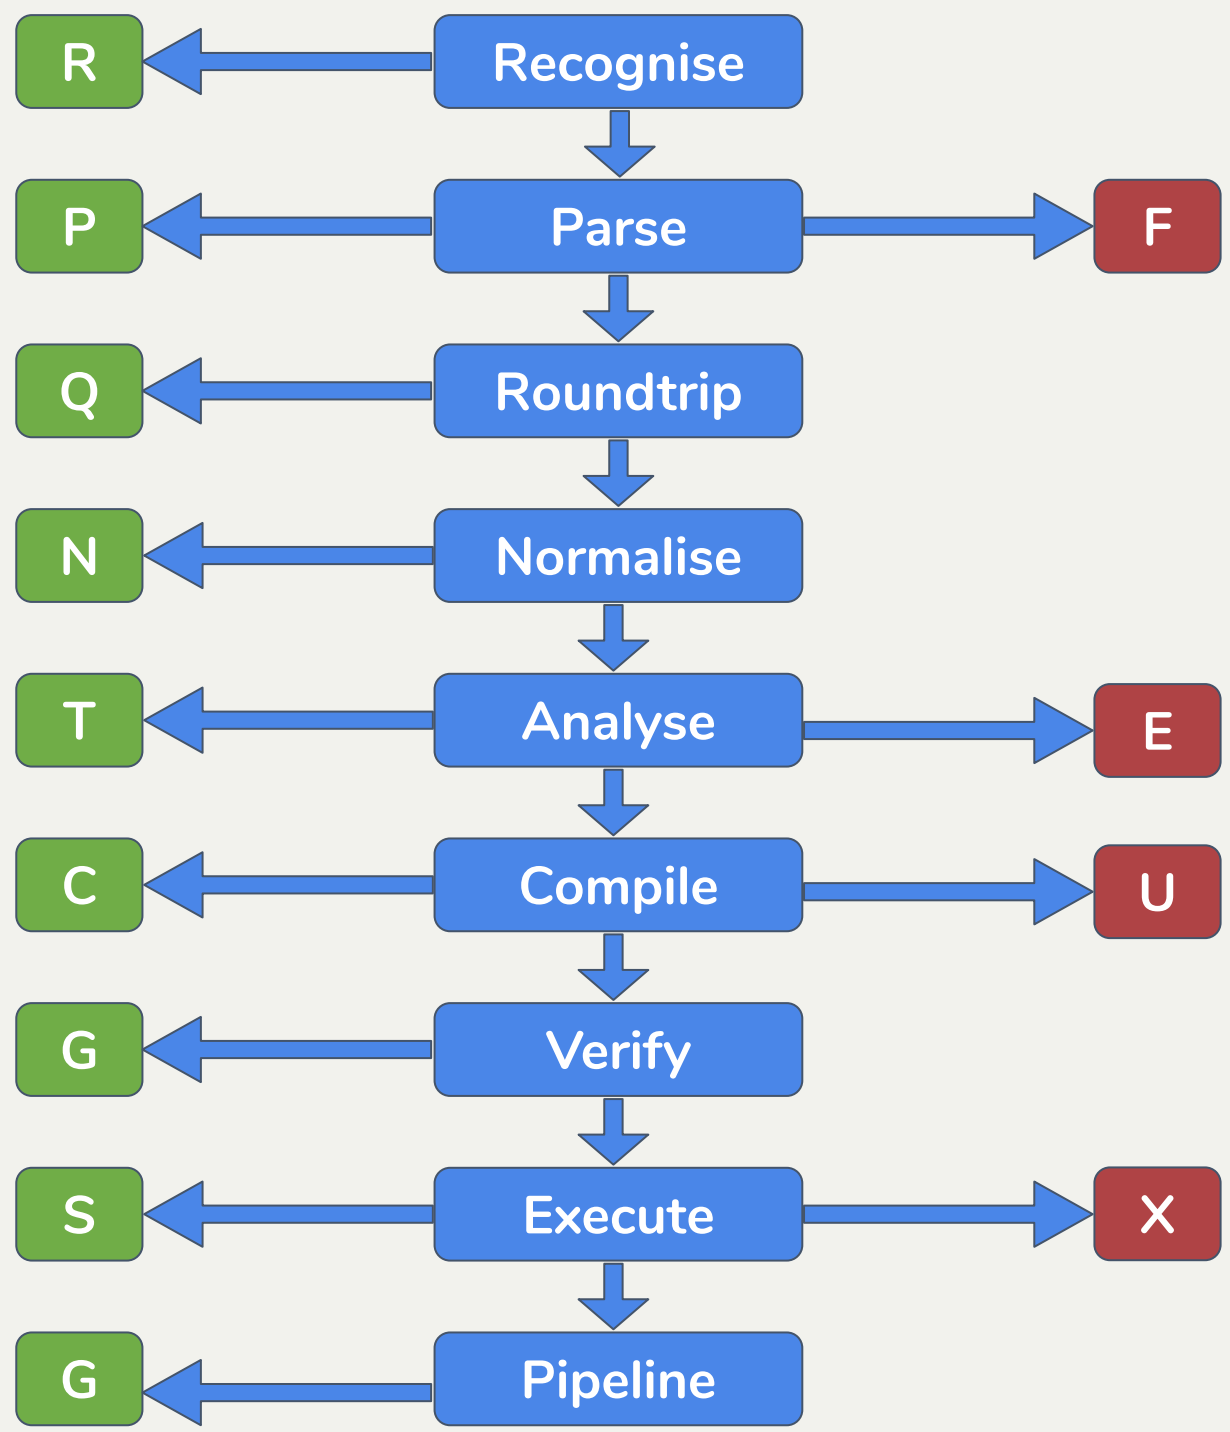 R
Recognise
P
Parse
F
Q
Roundtrip
N
Normalise
T
Analyse
E
C
Compile
U
G
Verify
S
Execute
X
G
Pipeline